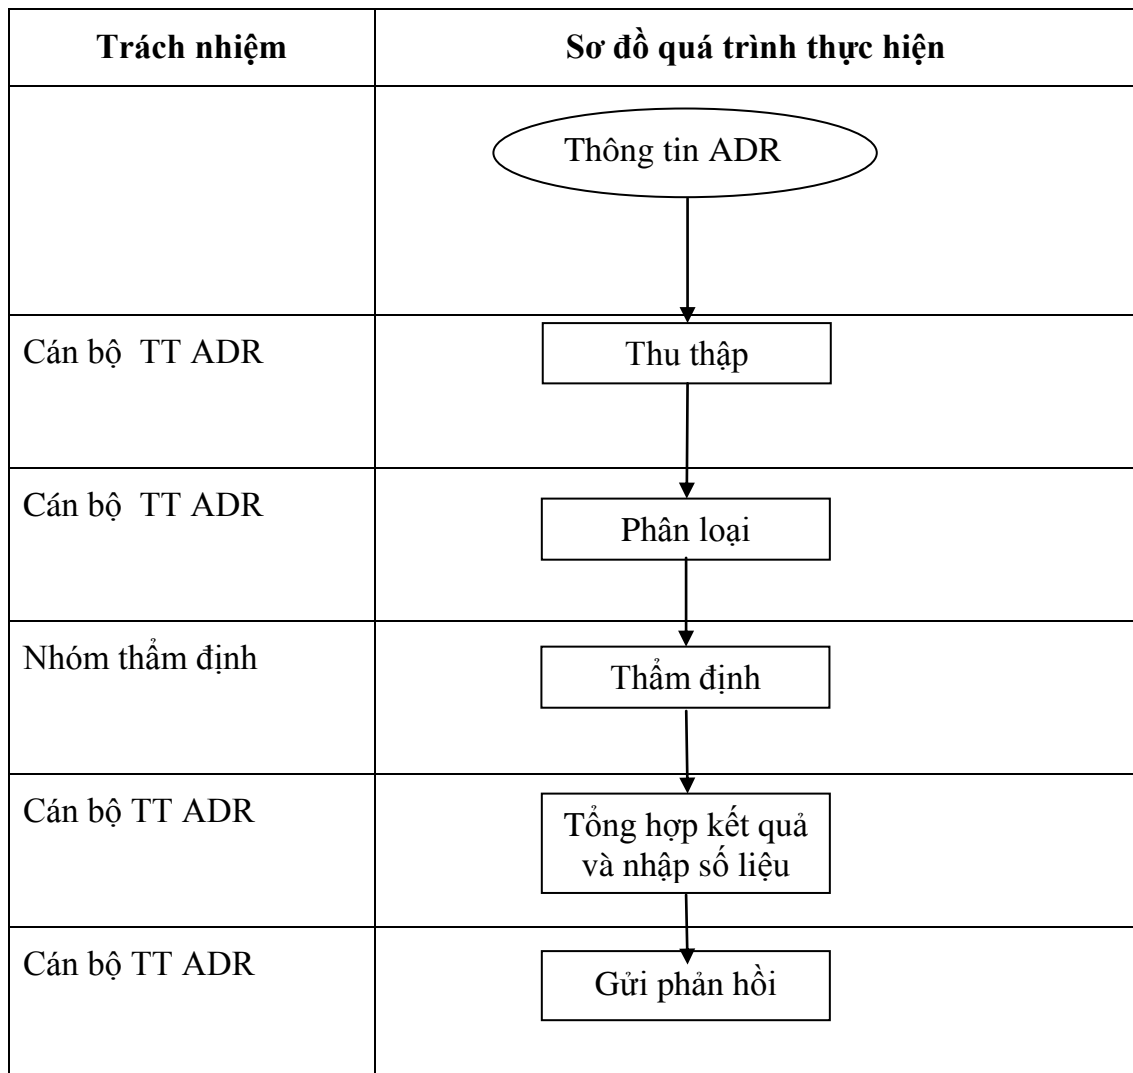 Trách nhiệm
Sơ đồ quá trình thực hiện
Thông tin ADR
Cán bộ TT ADR
Thu thập
Cán bộ TT ADR
Phân loại
Nhóm thẩm định
Thẩm định
Cán bộ TT ADR
Tổng hợp kết quả
và nhập số liệu
Cán bộ TT ADR
Gửi phản hồi